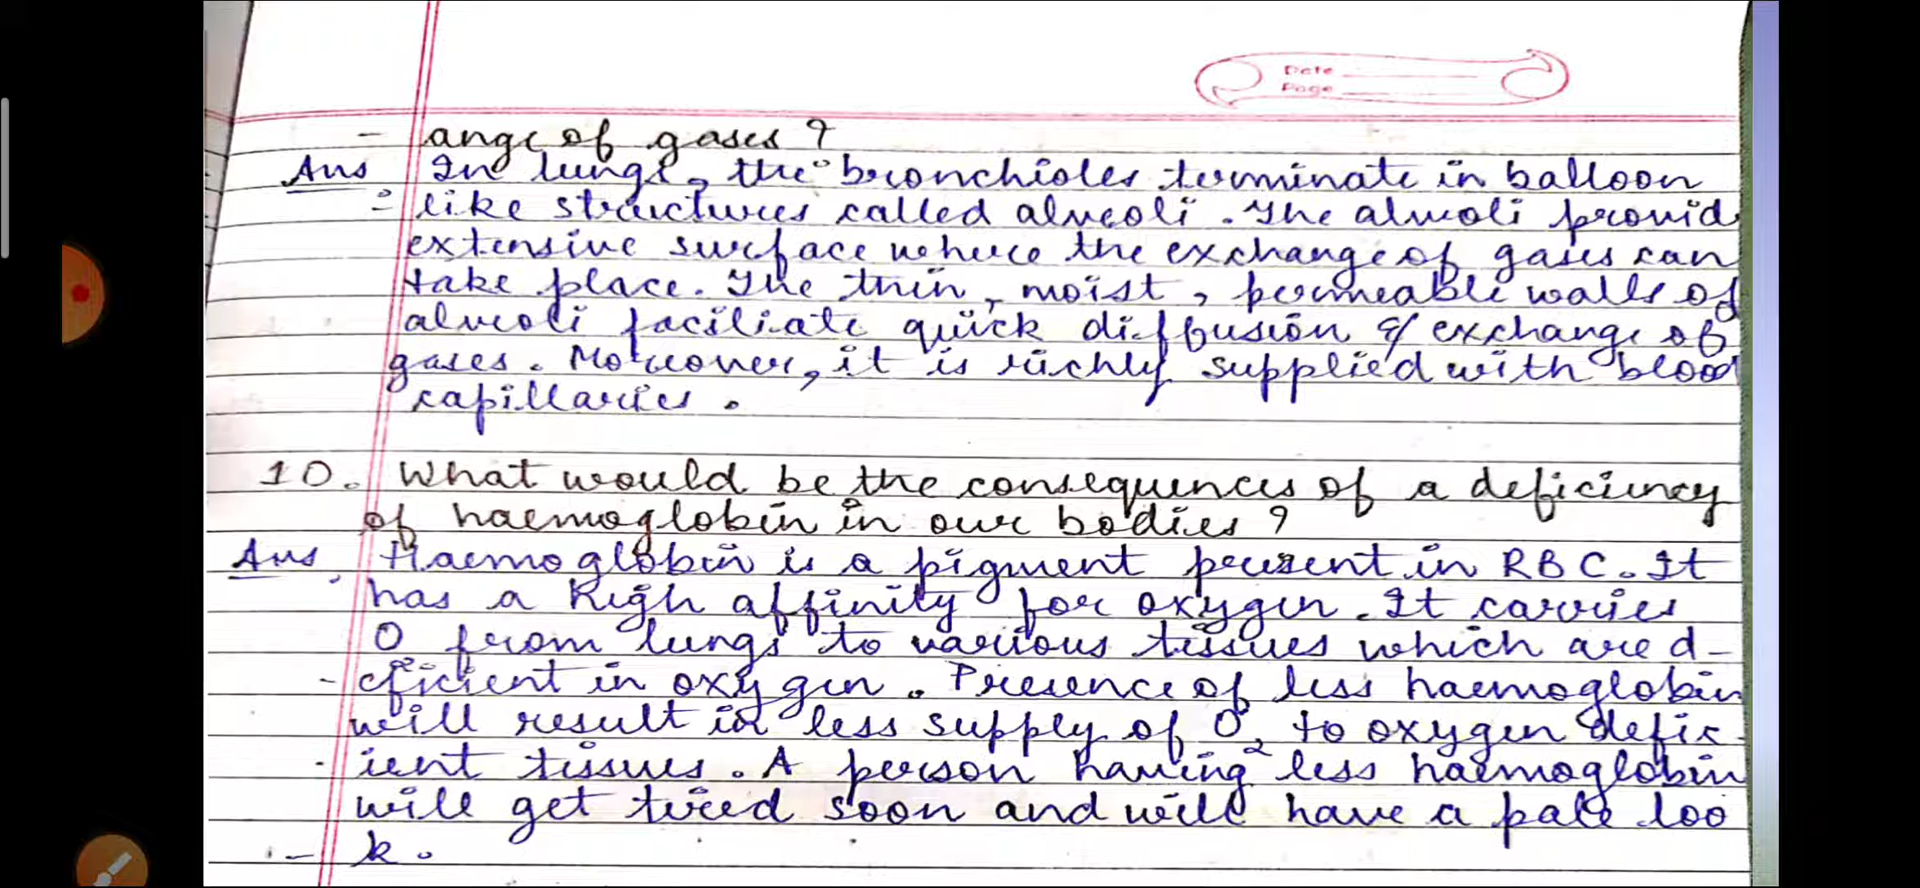 Date
Page
- ange of gases ?
Ans In lungs, the bronchioles terminate in balloon
- like structures called alveoli. The alveoli provid
extensive surface where the exchange of gases can
take place. The thin, moist, permeable walls of
alveoli faciliate quick diffusion & exchange of
gases. Moreover, it is richly supplied with blood
capillaries.
10. What would be the consequences of a deficiency
of haemoglobin in our bodies ?
Ans. Haemoglobin is a pigment present in RBC. It
has a high affinity for oxygen. It carries
O from lungs to various tissues which are d-
- eficient in oxygen. Presence of less haemoglobin
will result in less supply of O2 to oxygen defic-
- ient tissues. A person having less haemoglobin
will get tired soon and will have a pale loo
- k.